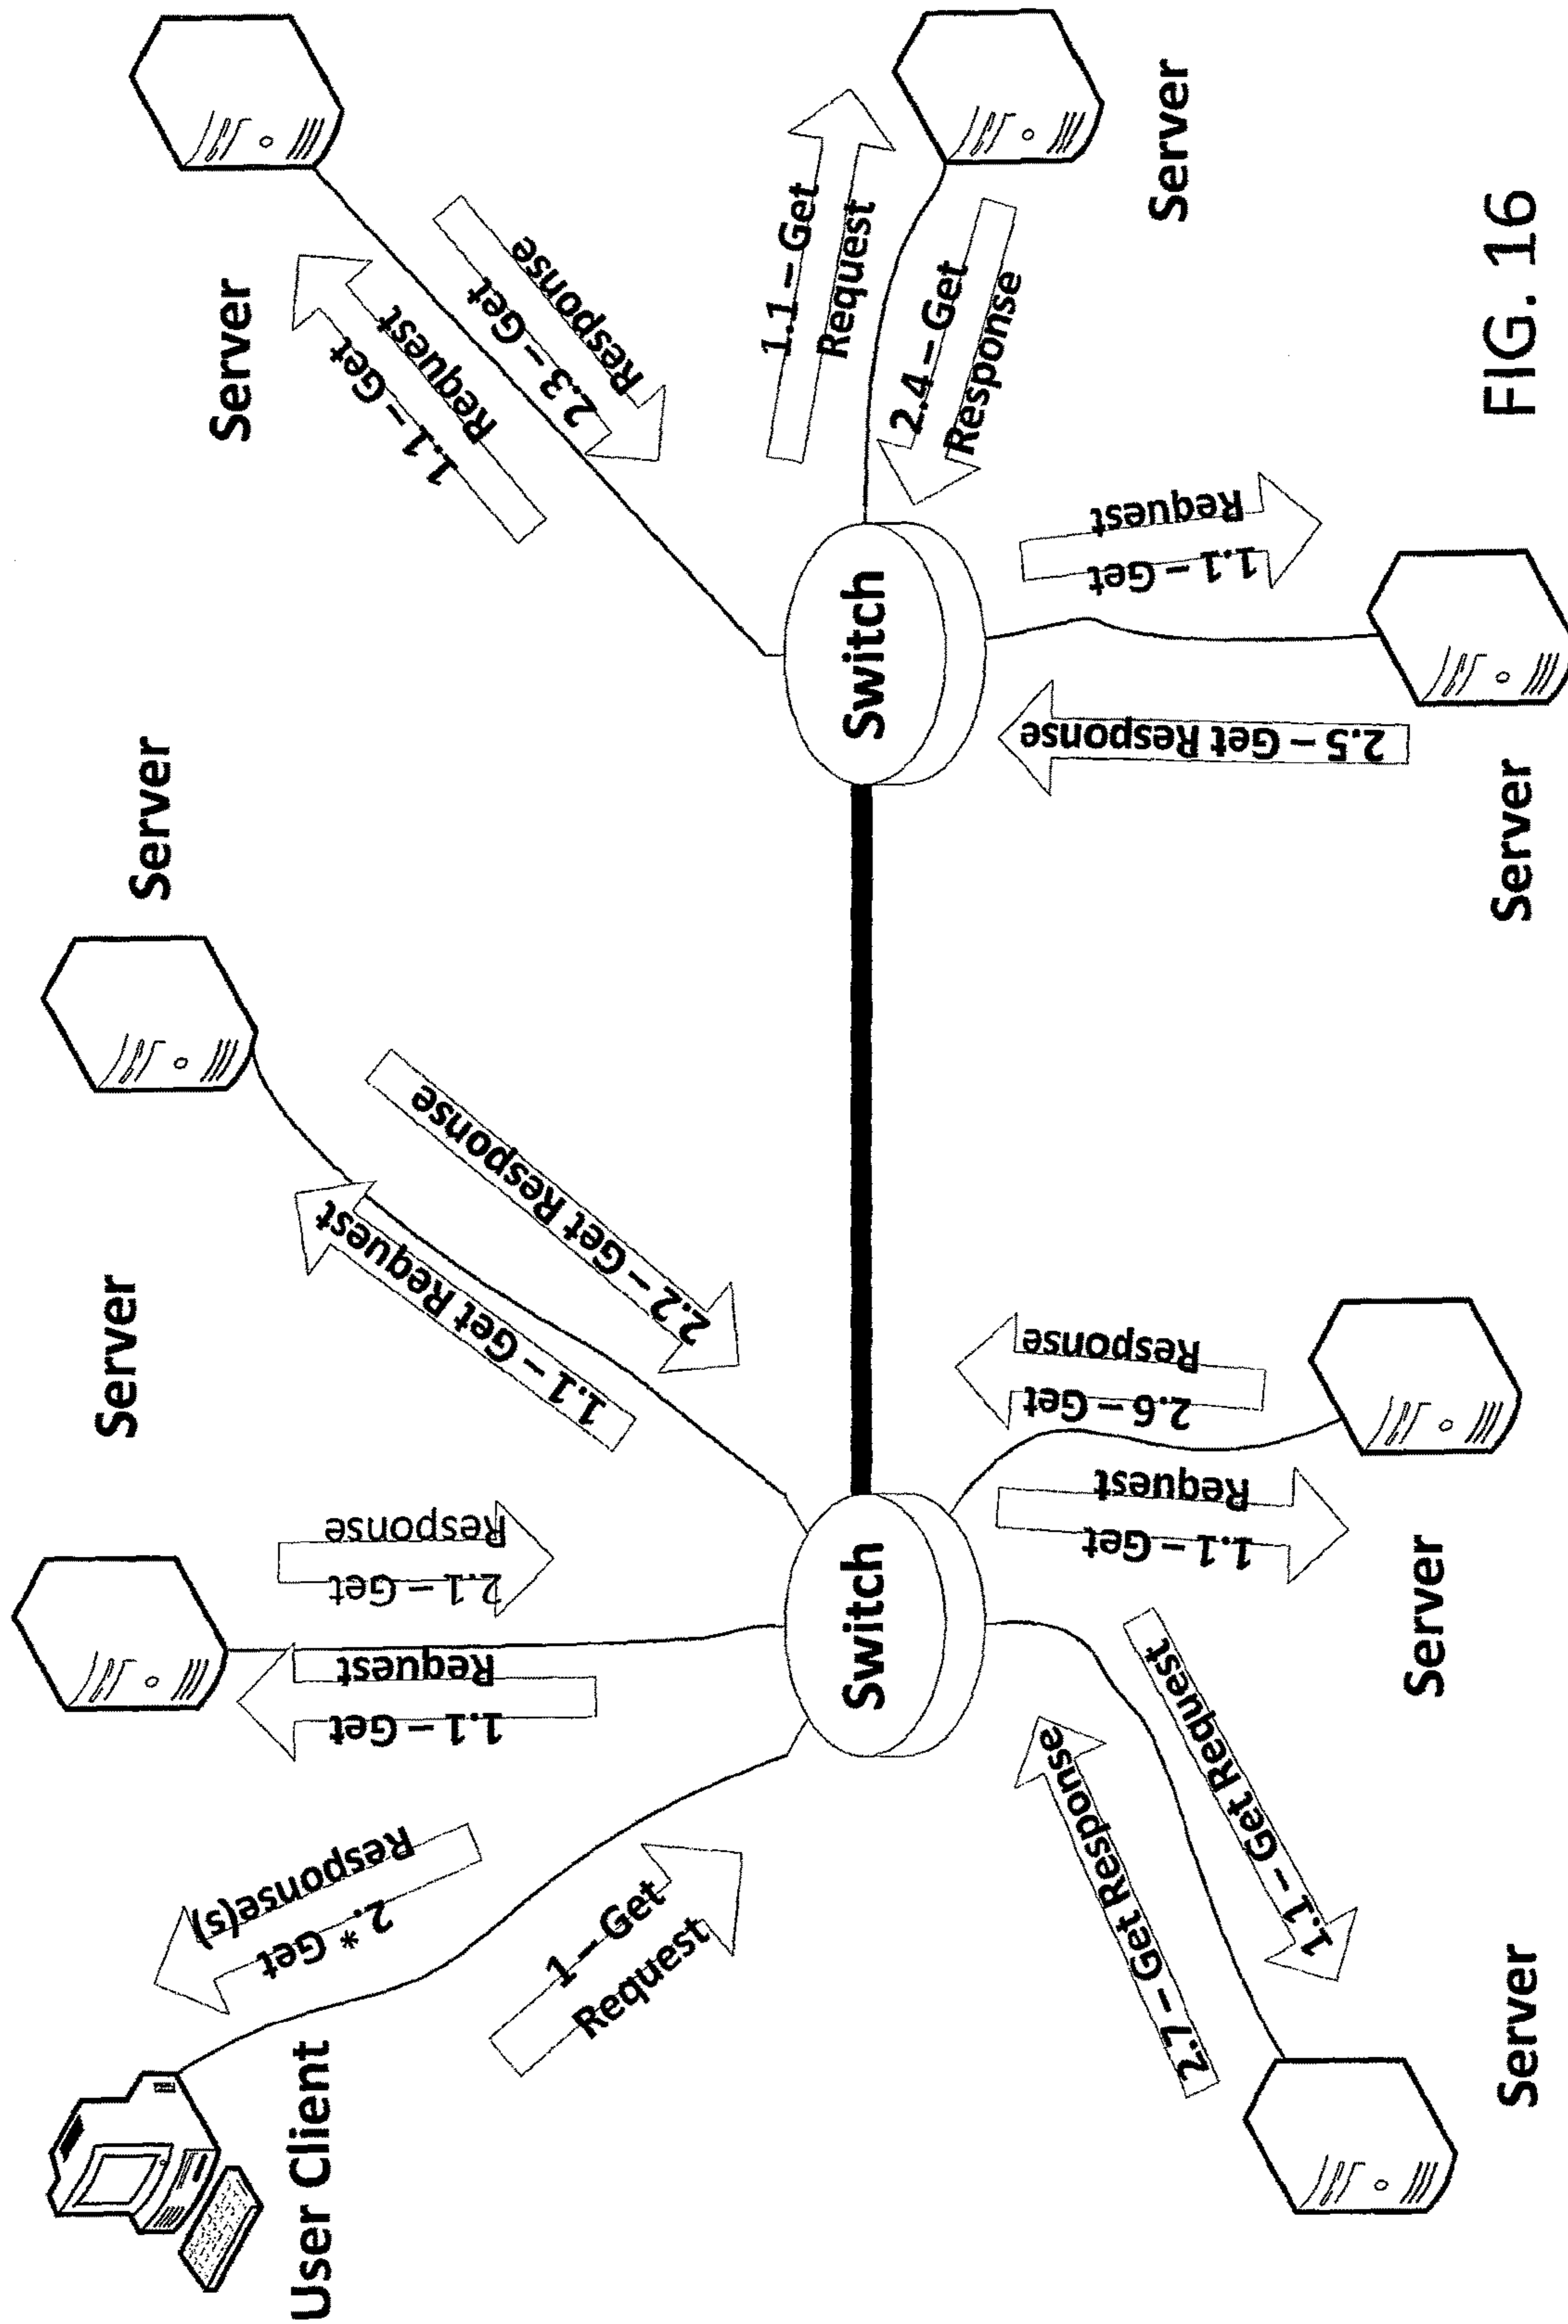 User Client
2.* Get
Response(s)
1 – Get
Request
Server
1.1 – Get
Request
2.1 – Get
Response
Server
1.1 – Get Request
2.2 – Get Response
Server
1.1 – Get
Request
2.3 – Get
Response
Switch
Switch
1.1 – Get
Request
2.4 – Get
Response
Server
2.7 – Get Response
1.1 – Get Request
Server
1.1 – Get
Request
2.6 – Get
Response
Server
2.5 – Get Response
1.1 – Get
Request
Server
FIG. 16